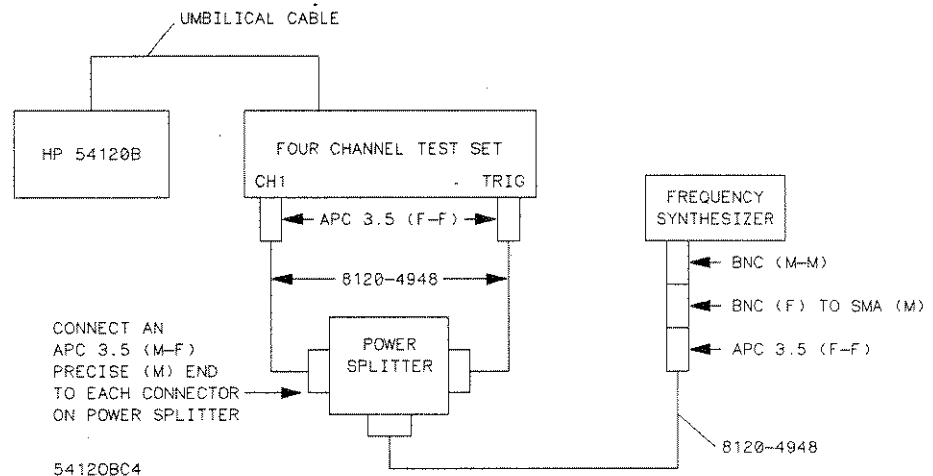 UMBILICAL CABLE
HP 54120B
FOUR CHANNEL TEST SET
CH1
TRIG
APC 3.5 (F-F)
FREQUENCY
SYNTHESIZER
BNC (M-M)
8120-4948
BNC (F) TO SMA (M)
CONNECT AN
APC 3.5 (M-F)
PRECISE (M) END
TO EACH CONNECTOR
ON POWER SPLITTER
POWER
SPLITTER
APC 3.5 (F-F)
8120-4948
54120BC4